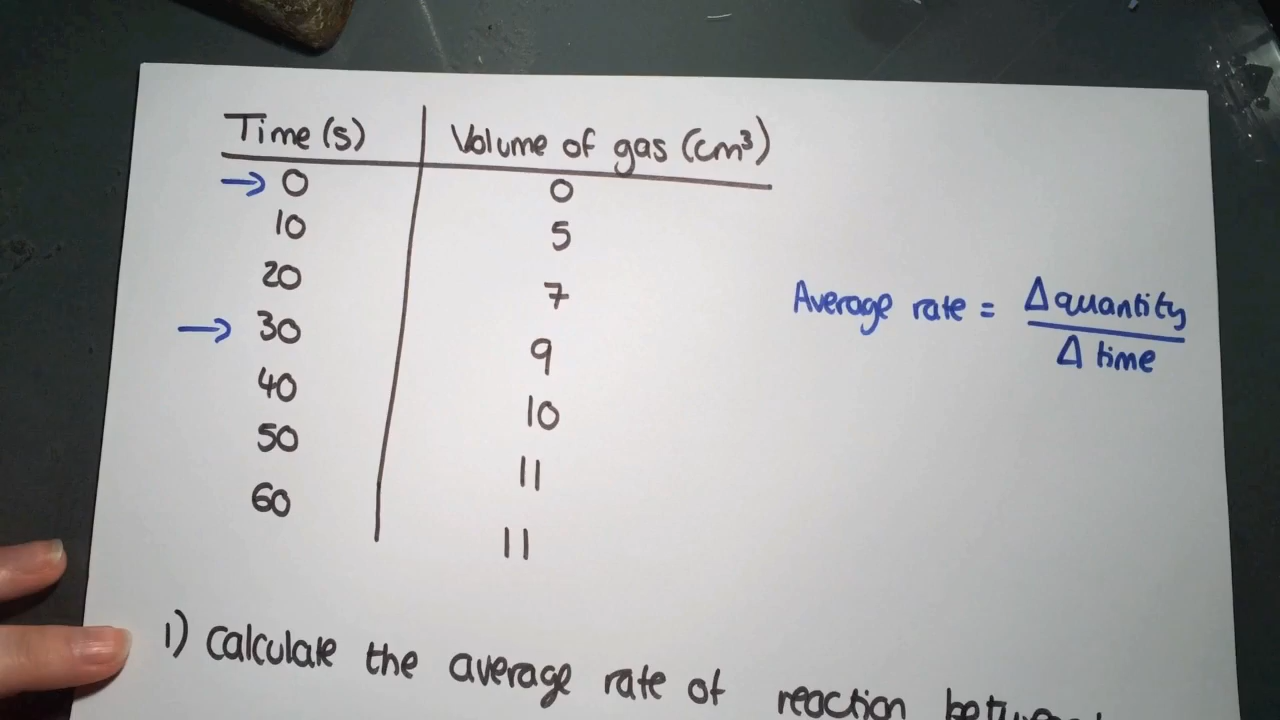 Time (s) Volume of gas (cm³)
→ 0 0
10 5
20 7
→ 30 9
40 10
50 11
60 11
Average rate = Δ quantity
Δ time
1) Calculate the average rate of reaction